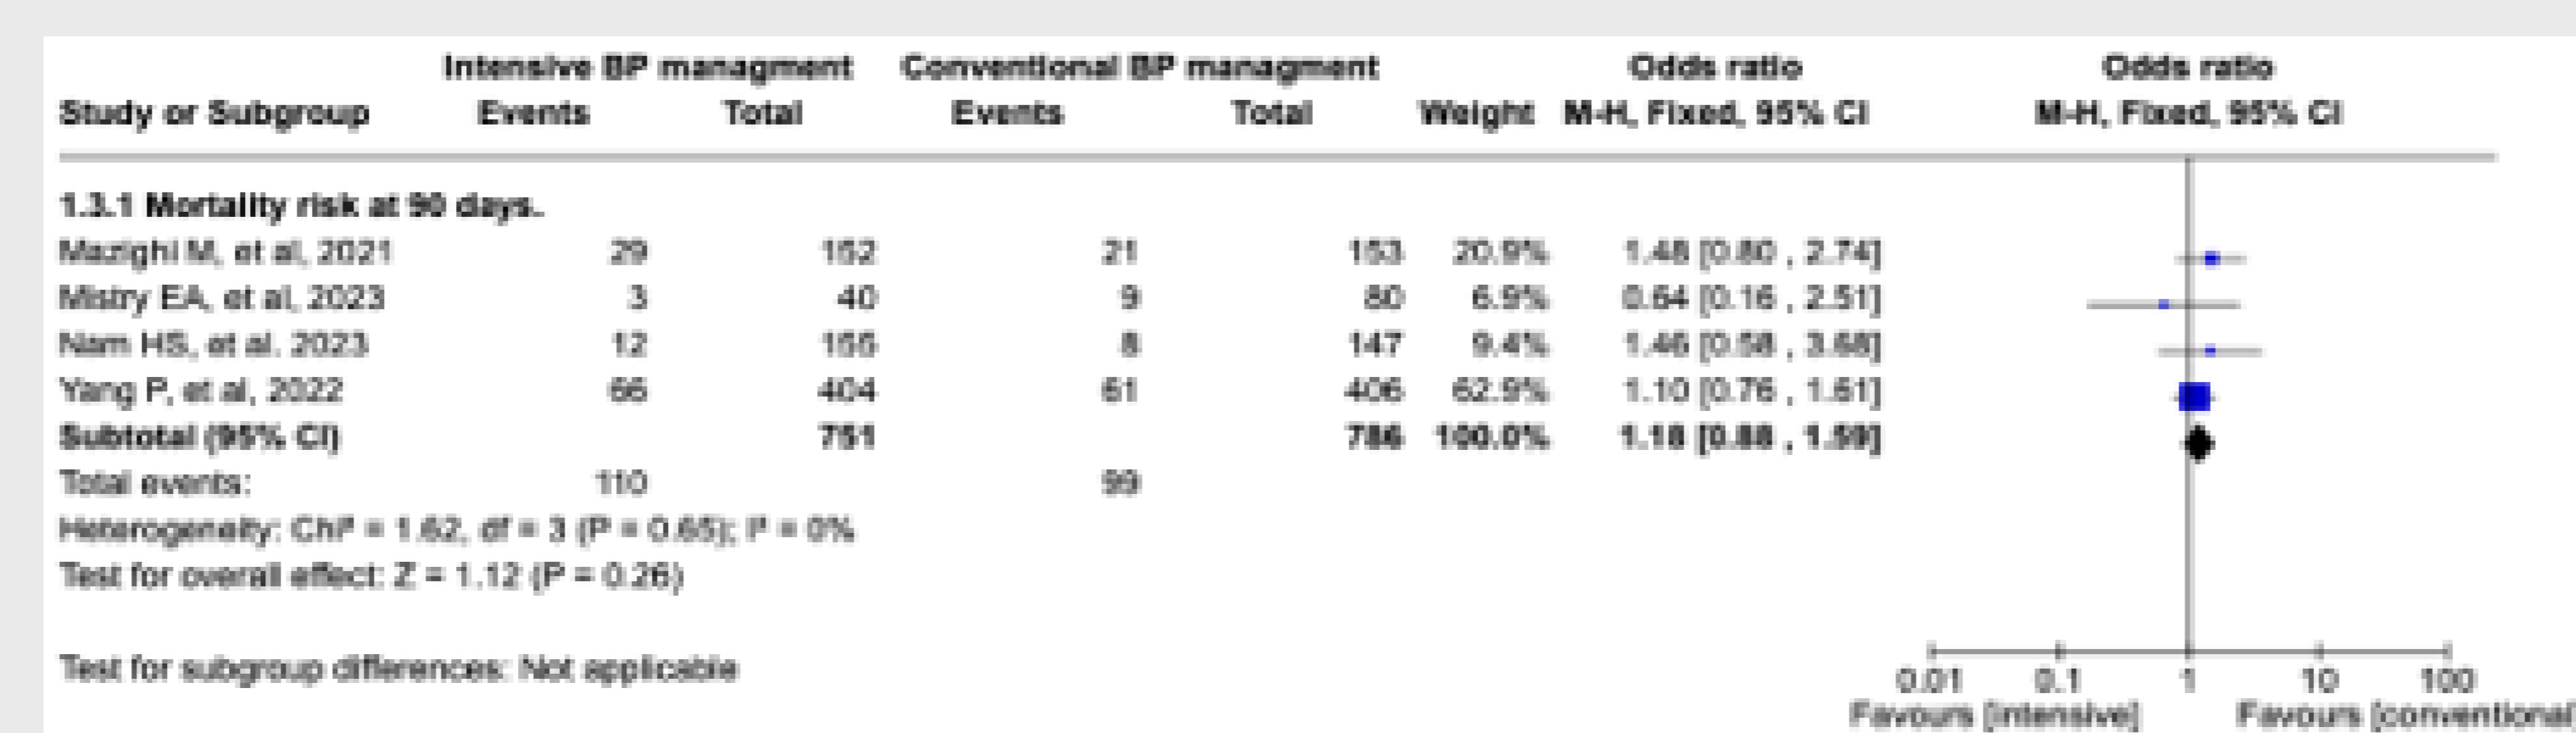 Intensive BP managment Conventional BP managment Odds ratio Odds ratio
Study or Subgroup Events Total Events Total Weight M-H, Fixed, 95% CI M-H, Fixed, 95% CI
1.3.1 Mortality risk at 90 days.
Mazighi M, et al, 2021 29 152 21 153 20.9% 1.48 [0.80 , 2.74]
Mistry EA, et al, 2023 3 40 9 80 6.9% 0.64 [0.16 , 2.51]
Nam HS, et al. 2023 12 155 8 147 9.4% 1.46 [0.58 , 3.68]
Yang P, et al, 2022 66 404 61 406 62.9% 1.10 [0.76 , 1.61]
Subtotal (95% CI) 751 786 100.0% 1.18 [0.88 , 1.59]
Total events: 110 99
Heterogeneity: Chi² = 1.62, df = 3 (P = 0.65); I² = 0%
Test for overall effect: Z = 1.12 (P = 0.26)
Test for subgroup differences: Not applicable
0.01 0.1 1 10 100
Favours [intensive] Favours [conventional